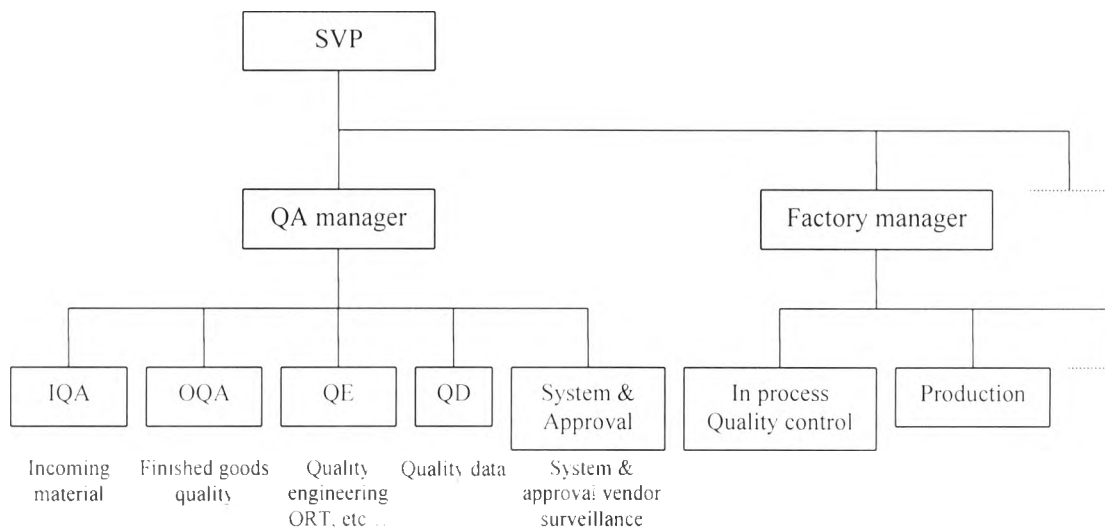 SVP
QA manager
Factory manager
IQA
OQA
QE
QD
System &
Approval
In process
Quality control
Production
Incoming
material
Finished goods
quality
Quality
engineering
ORT, etc...
Quality data
System &
approval vendor
surveillance